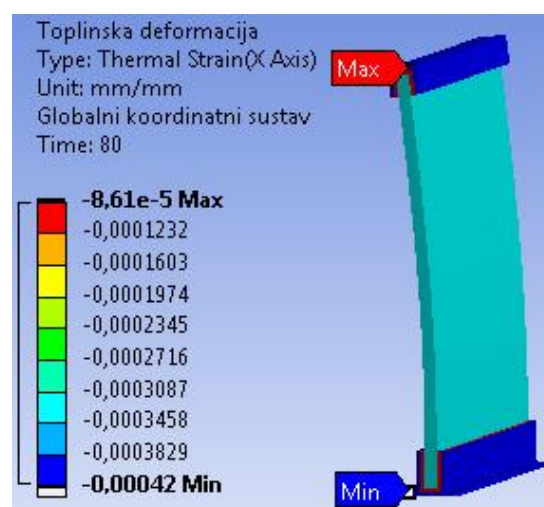 Toplinska deformacija
Type: Thermal Strain(X Axis)
Unit: mm/mm
Globalni koordinatni sustav
Time: 80
Max
-8,61e-5 Max
-0,0001232
-0,0001603
-0,0001974
-0,0002345
-0,0002716
-0,0003087
-0,0003458
-0,0003829
-0,00042 Min
Min